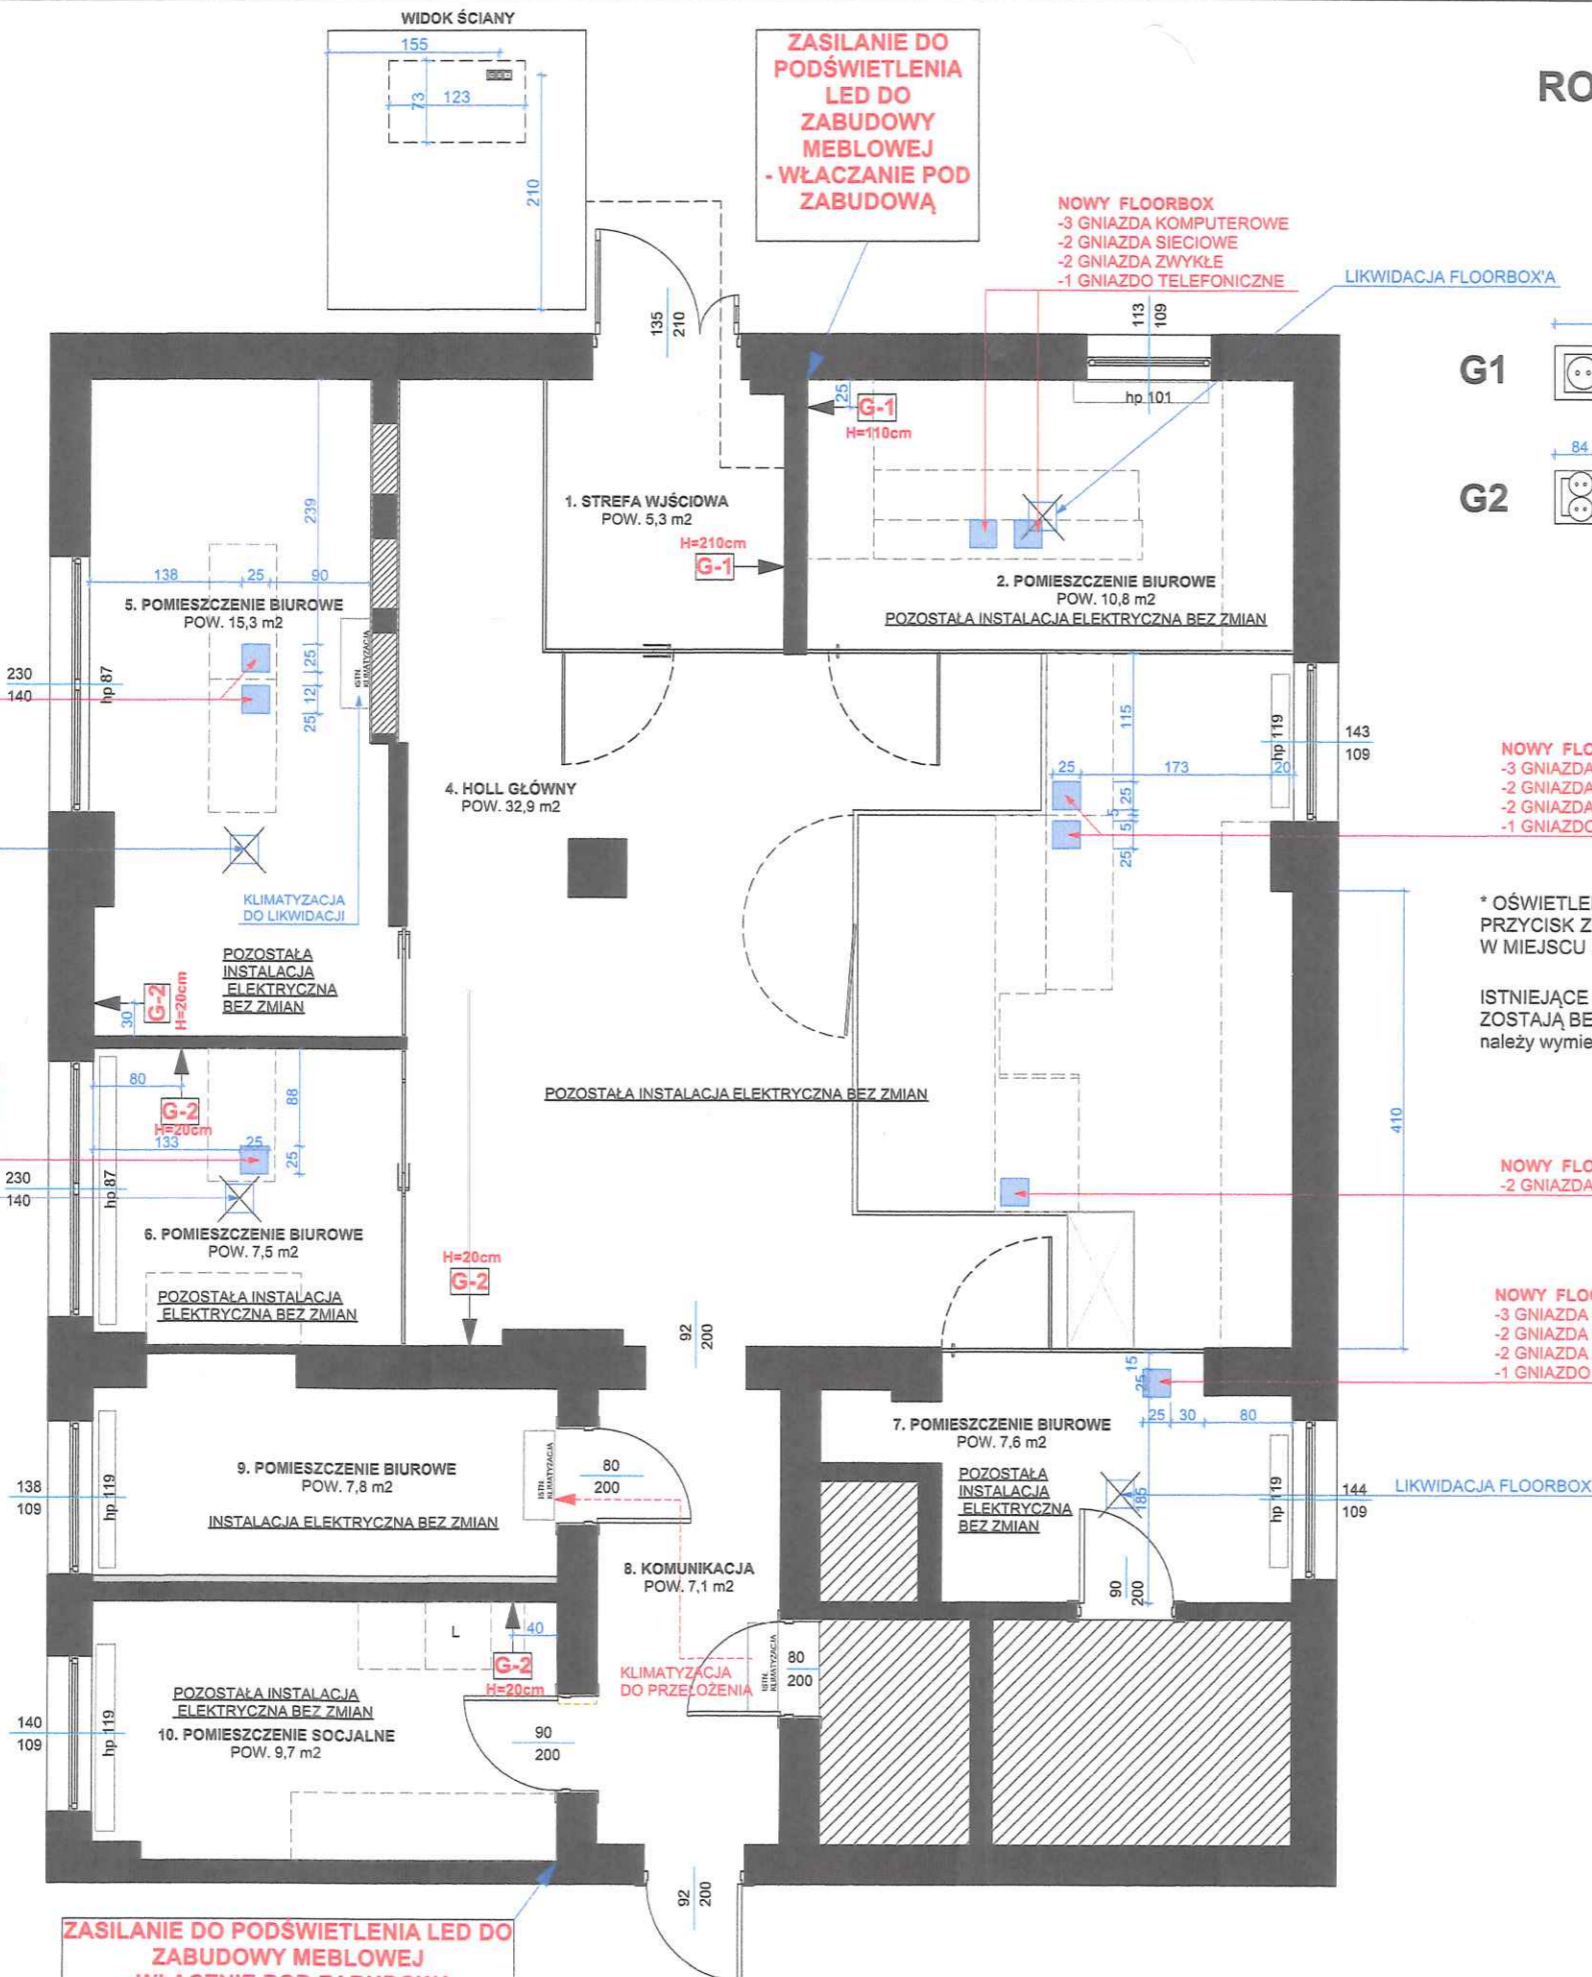 WIDOK ŚCIANY
155
73
123
210
ZASILANIE DO
PODŚWIETLENIA
LED DO
ZABUDOWY
MEBLOWEJ
- WŁACZANIE POD
ZABUDOWĄ
RO
NOWY FLOORBOX
-3 GNIAZDA KOMPUTEROWE
-2 GNIAZDA SIECIOWE
-2 GNIAZDA ZWYKŁE
-1 GNIAZDO TELEFONICZNE
LIKWIDACJA FLOORBOX'A
135
210
113
109
hp 101
G1
84
G2
25
G-1
H=110cm
1. STREFA WJŚCIOWA
POW. 5,3 m2
H=210cm
G-1
2. POMIESZCZENIE BIUROWE
POW. 10,8 m2
POZOSTAŁA INSTALACJA ELEKTRYCZNA BEZ ZMIAN
239
138
25
90
5. POMIESZCZENIE BIUROWE
POW. 15,3 m2
ISTN.
KLIMATYZACJA
230
140
hp 87
25
12
25
4. HOLL GŁÓWNY
POW. 32,9 m2
115
25
173
20
hp 119
143
109
25
5
5
25
NOWY FLO
-3 GNIAZDA
-2 GNIAZDA
-2 GNIAZDA
-1 GNIAZDO
KLIMATYZACJA
DO LIKWIDACJI
POZOSTAŁA
INSTALACJA
ELEKTRYCZNA
BEZ ZMIAN
* OŚWIETLE
PRZYCISK Z
W MIEJSCU
ISTNIEJĄCE
ZOSTAJĄ BE
należy wymie
G-2
H=20cm
30
80
G-2
H=20cm
88
133
25
25
POZOSTAŁA INSTALACJA ELEKTRYCZNA BEZ ZMIAN
410
230
140
hp 87
NOWY FLO
-2 GNIAZDA
6. POMIESZCZENIE BIUROWE
POW. 7,5 m2
POZOSTAŁA INSTALACJA
ELEKTRYCZNA BEZ ZMIAN
H=20cm
G-2
92
200
NOWY FLOO
-3 GNIAZDA
-2 GNIAZDA
-2 GNIAZDA
-1 GNIAZDO
15
25
25
30
80
7. POMIESZCZENIE BIUROWE
POW. 7,6 m2
POZOSTAŁA
INSTALACJA
ELEKTRYCZNA
BEZ ZMIAN
185
hp 119
144
109
LIKWIDACJA FLOORBOX
90
200
138
109
hp 119
9. POMIESZCZENIE BIUROWE
POW. 7,8 m2
INSTALACJA ELEKTRYCZNA BEZ ZMIAN
ISTN.
KLIMATYZACJA
80
200
8. KOMUNIKACJA
POW. 7,1 m2
L
40
G-2
H=20cm
KLIMATYZACJA
DO PRZEŁOŻENIA
ISTN.
KLIMATYZACJA
80
200
POZOSTAŁA INSTALACJA
ELEKTRYCZNA BEZ ZMIAN
10. POMIESZCZENIE SOCJALNE
POW. 9,7 m2
140
109
hp 119
90
200
92
200
ZASILANIE DO PODŚWIETLENIA LED DO
ZABUDOWY MEBLOWEJ